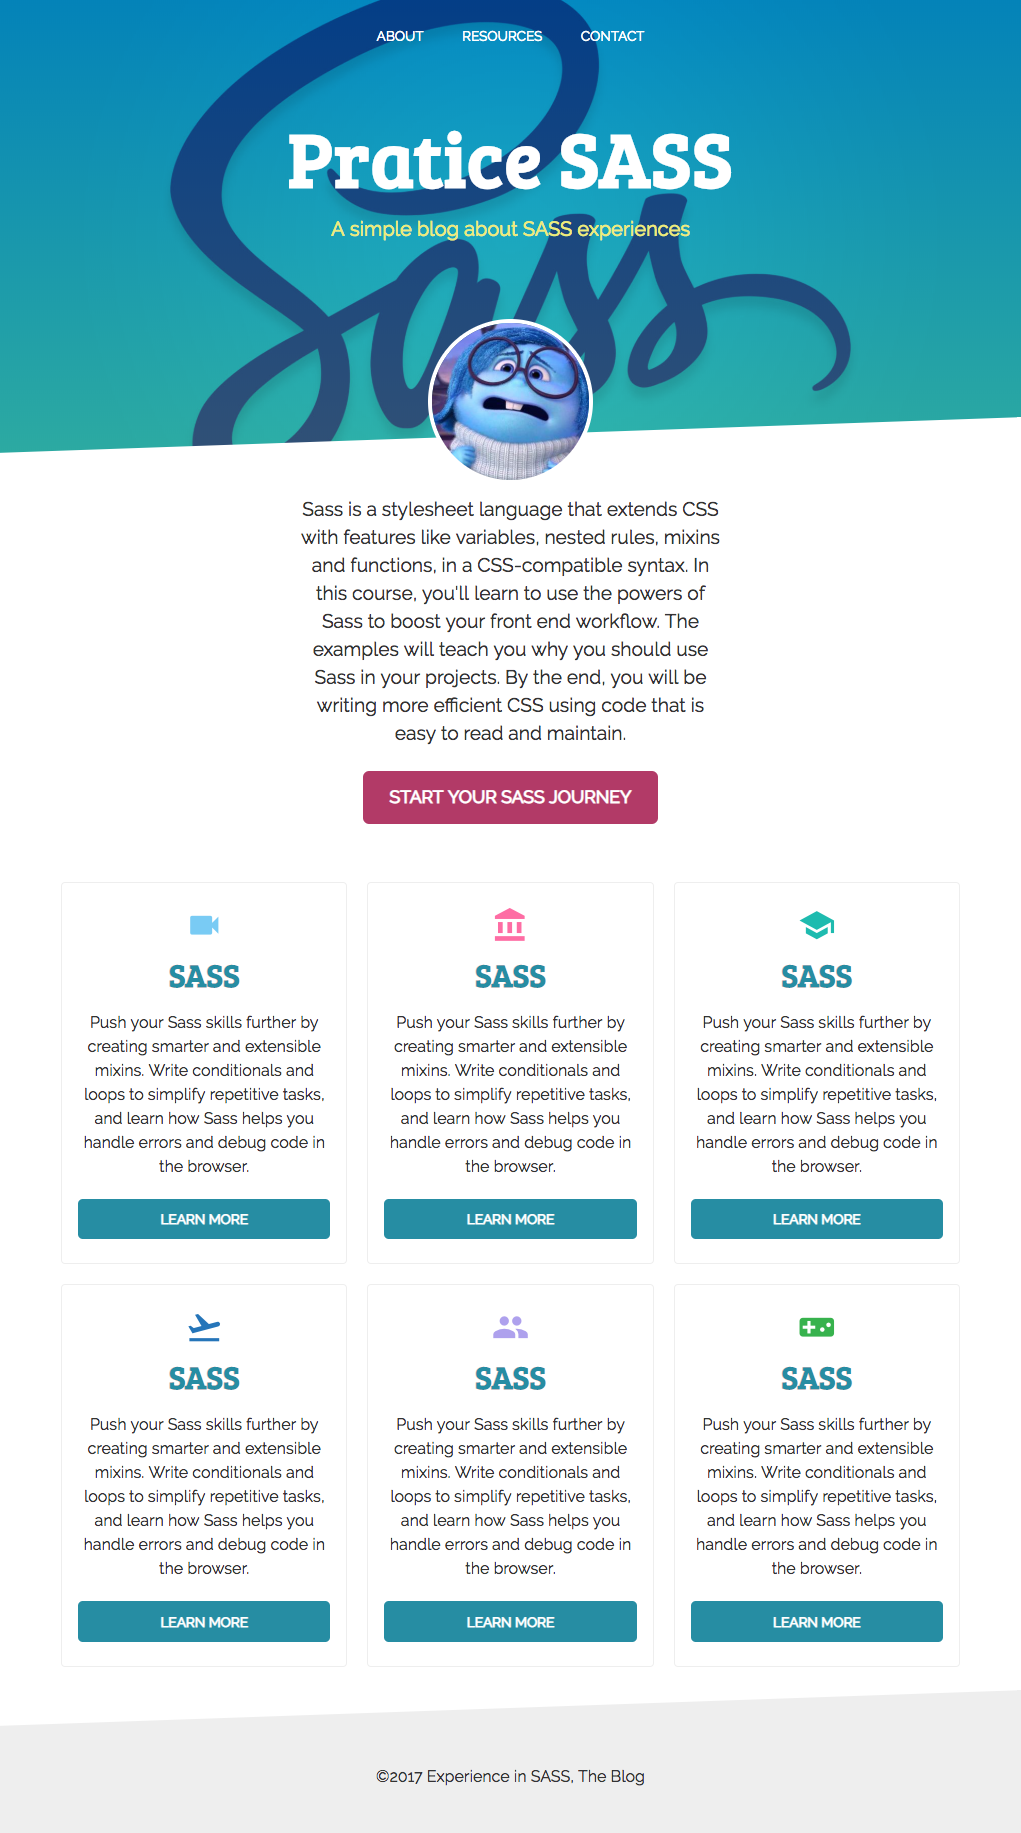 ABOUT RESOURCES CONTACT
Sass
Pratice SASS
A simple blog about SASS experiences
Sass is a stylesheet language that extends CSS
with features like variables, nested rules, mixins
and functions, in a CSS-compatible syntax. In
this course, you'll learn to use the powers of
Sass to boost your front end workflow. The
examples will teach you why you should use
Sass in your projects. By the end, you will be
writing more efficient CSS using code that is
easy to read and maintain.
START YOUR SASS JOURNEY
SASS
Push your Sass skills further by
creating smarter and extensible
mixins. Write conditionals and
loops to simplify repetitive tasks,
and learn how Sass helps you
handle errors and debug code in
the browser.
LEARN MORE
SASS
Push your Sass skills further by
creating smarter and extensible
mixins. Write conditionals and
loops to simplify repetitive tasks,
and learn how Sass helps you
handle errors and debug code in
the browser.
LEARN MORE
SASS
Push your Sass skills further by
creating smarter and extensible
mixins. Write conditionals and
loops to simplify repetitive tasks,
and learn how Sass helps you
handle errors and debug code in
the browser.
LEARN MORE
SASS
Push your Sass skills further by
creating smarter and extensible
mixins. Write conditionals and
loops to simplify repetitive tasks,
and learn how Sass helps you
handle errors and debug code in
the browser.
LEARN MORE
SASS
Push your Sass skills further by
creating smarter and extensible
mixins. Write conditionals and
loops to simplify repetitive tasks,
and learn how Sass helps you
handle errors and debug code in
the browser.
LEARN MORE
SASS
Push your Sass skills further by
creating smarter and extensible
mixins. Write conditionals and
loops to simplify repetitive tasks,
and learn how Sass helps you
handle errors and debug code in
the browser.
LEARN MORE
©2017 Experience in SASS, The Blog